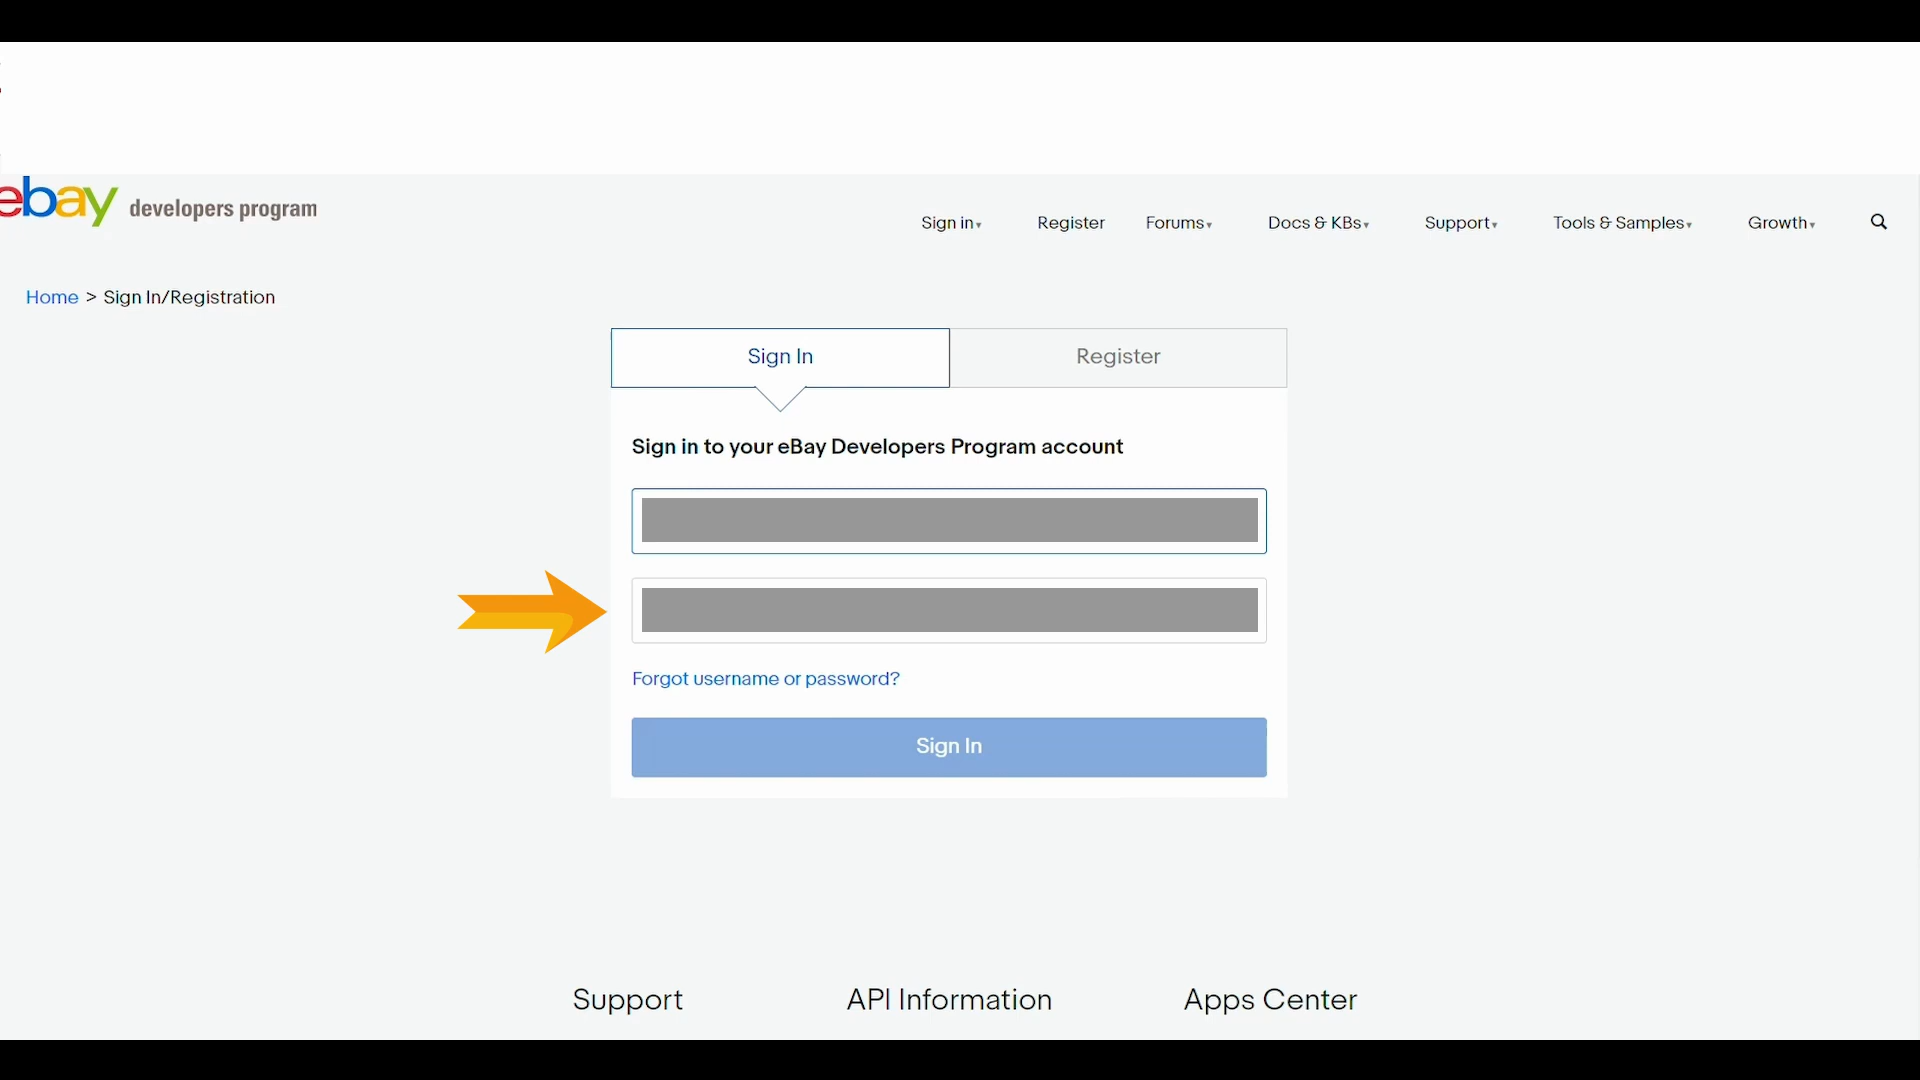 ebay developers program
Sign in Register Forums Docs & KBs Support Tools & Samples Growth
Home > Sign In/Registration
Sign In Register
Sign in to your eBay Developers Program account
Forgot username or password?
Sign In
Support API Information Apps Center